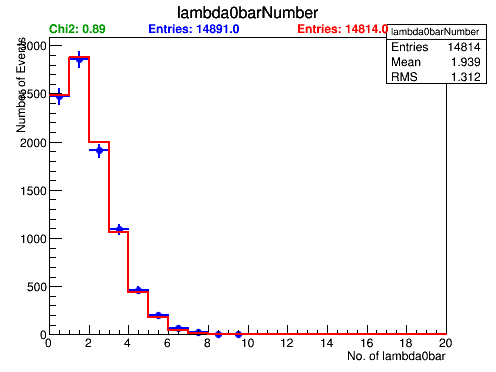 lambda0barNumber
Chi2: 0.89 Entries: 14891.0 Entries: 14814.0
lambda0barNumber
Entries 14814
Mean 1.939
RMS 1.312
Number of Events
3000
2500
2000
1500
1000
500
0
0 2 4 6 8 10 12 14 16 18 20
No. of lambda0bar